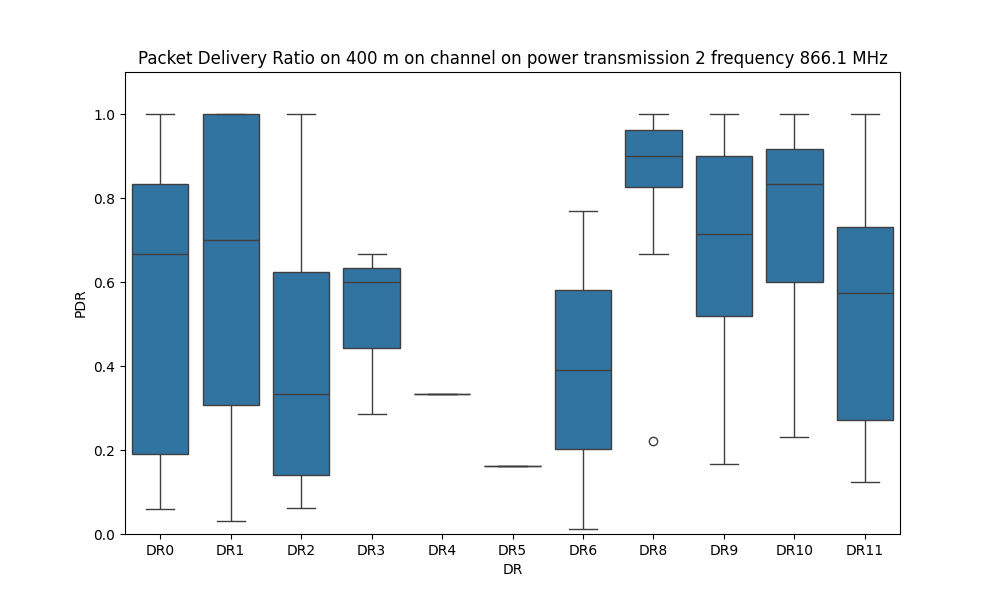 Packet Delivery Ratio on 400 m on channel on power transmission 2 frequency 866.1 MHz
1.0
0.8
0.6
0.4
0.2
0.0
PDR
DR0 DR1 DR2 DR3 DR4 DR5 DR6 DR8 DR9 DR10 DR11
DR